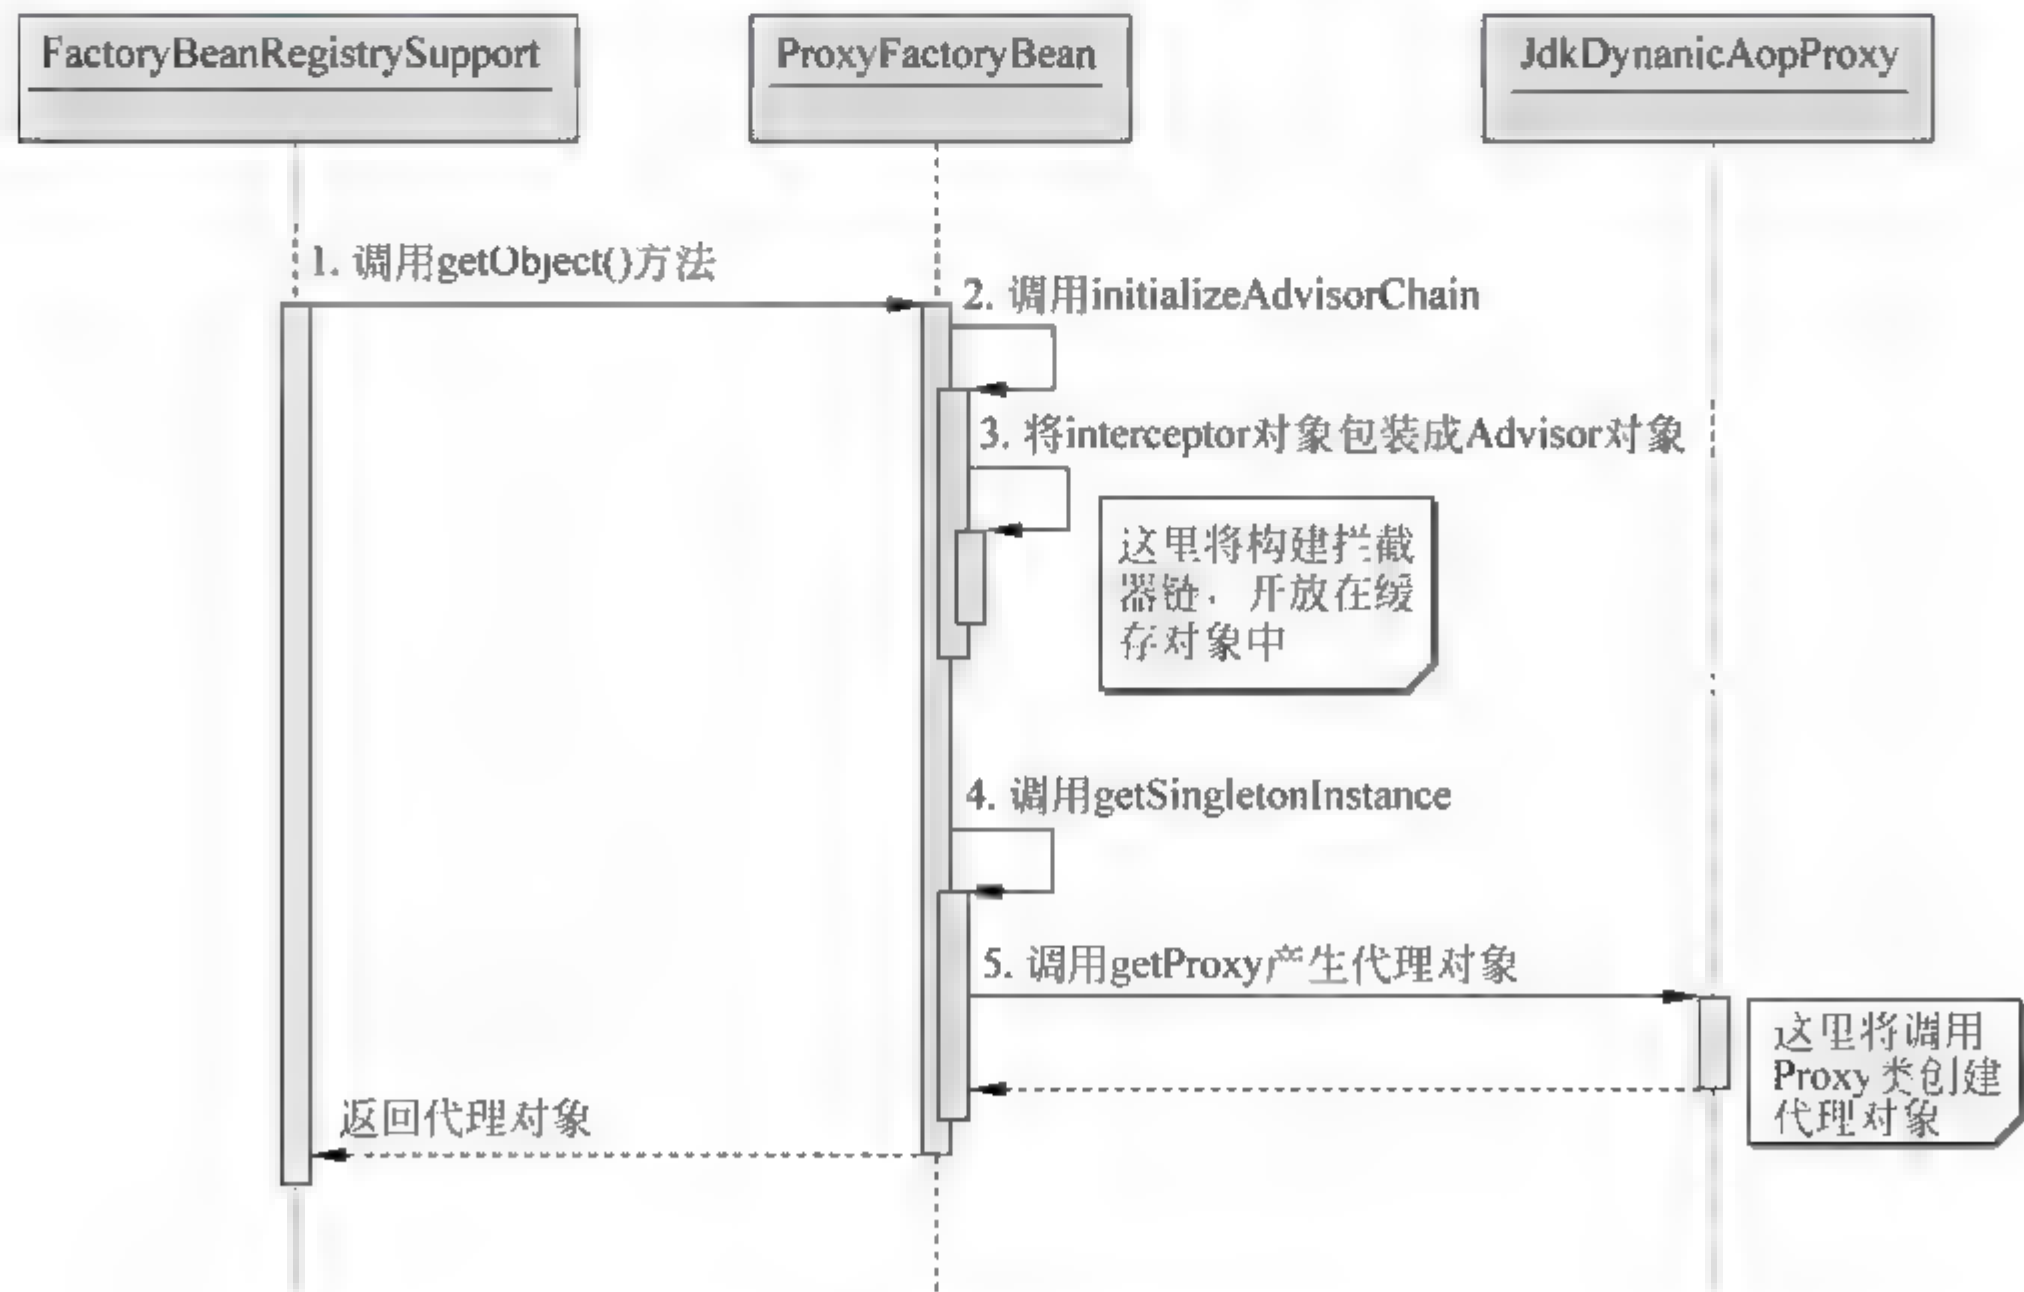 FactoryBeanRegistrySupport
ProxyFactoryBean
JdkDynanicAopProxy
1. 调用getObject()方法
2. 调用initializeAdvisorChain
3. 将interceptor对象包装成Advisor对象
这里将构建拦截
器链，开放在缓
存对象中
4. 调用getSingletonInstance
5. 调用getProxy产生代理对象
这里将调用
Proxy类创建
代理对象
返回代理对象